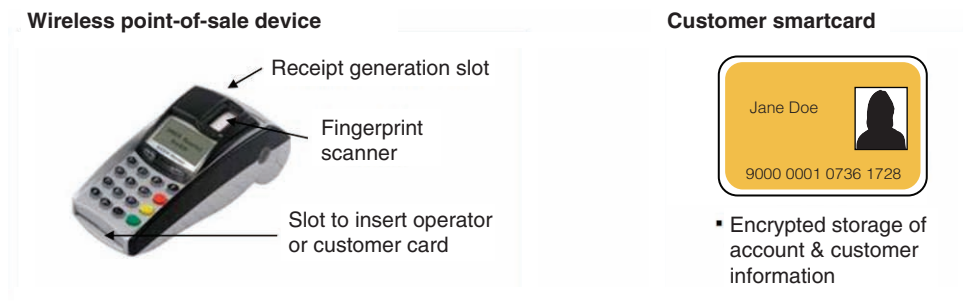 Wireless point-of-sale device
Receipt generation slot
Fingerprint
scanner
Slot to insert operator
or customer card
Customer smartcard
Jane Doe
9000 0001 0736 1728
▪ Encrypted storage of
account & customer
information